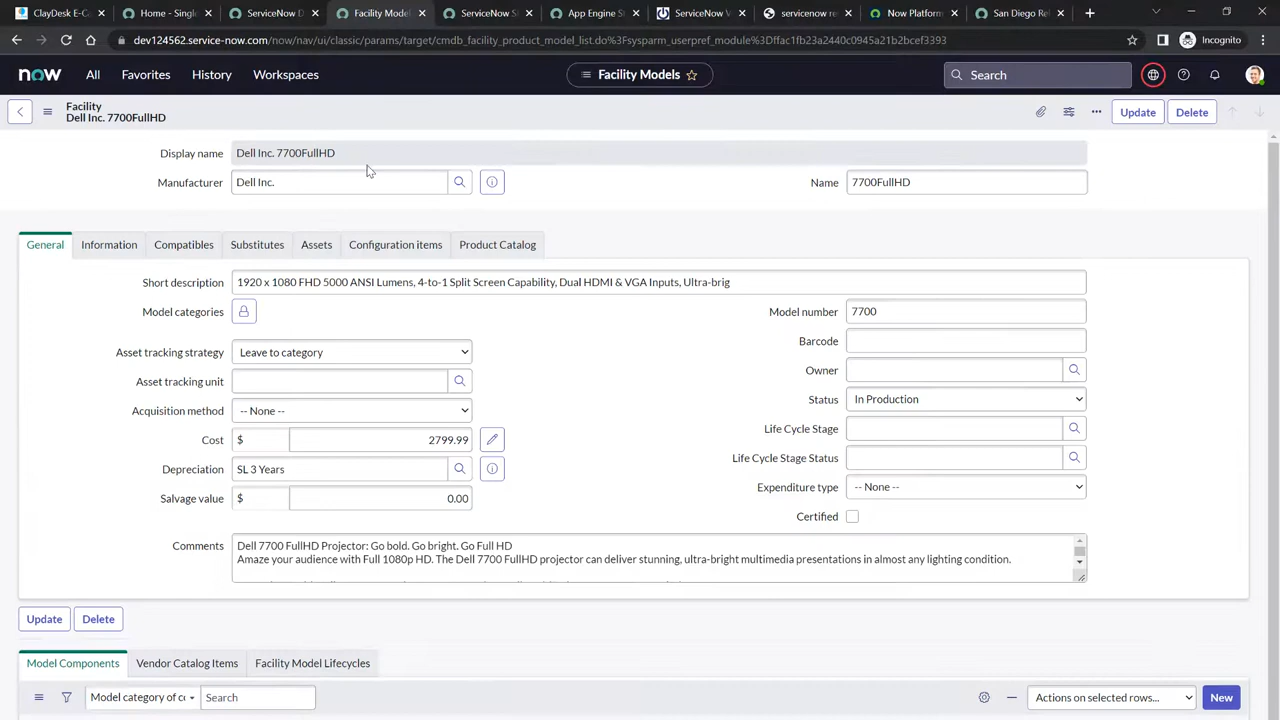 ClayDesk E-C
Home - Single
ServiceNow D
Facility Model
ServiceNow S
App Engine S
ServiceNow V
servicenow re
Now Platform
San Diego Re
dev124562.service-now.com/now/nav/ui/classic/params/target/cmdb_facility_product_model_list.do%3Fsysparm_userpref_module%3Dffac1fb23a2440c0945a21b2bcef3393
Incognito
now All Favorites History Workspaces Facility Models Search
Facility
Dell Inc. 7700FullHD
Update Delete
Display name Dell Inc. 7700FullHD
Manufacturer Dell Inc. Name 7700FullHD
General Information Compatibles Substitutes Assets Configuration items Product Catalog
Short description 1920 x 1080 FHD 5000 ANSI Lumens, 4-to-1 Split Screen Capability, Dual HDMI & VGA Inputs, Ultra-brig
Model categories Model number 7700
Barcode
Asset tracking strategy Leave to category
Owner
Asset tracking unit
Status In Production
Acquisition method -- None --
Life Cycle Stage
Cost $ 2799.99
Life Cycle Stage Status
Depreciation SL 3 Years
Expenditure type -- None --
Salvage value $ 0.00
Certified
Comments Dell 7700 FullHD Projector: Go bold. Go bright. Go Full HD
Amaze your audience with Full 1080p HD. The Dell 7700 FullHD projector can deliver stunning, ultra-bright multimedia presentations in almost any lighting condition.
Update Delete
Model Components Vendor Catalog Items Facility Model Lifecycles
Model category of co Search Actions on selected rows... New